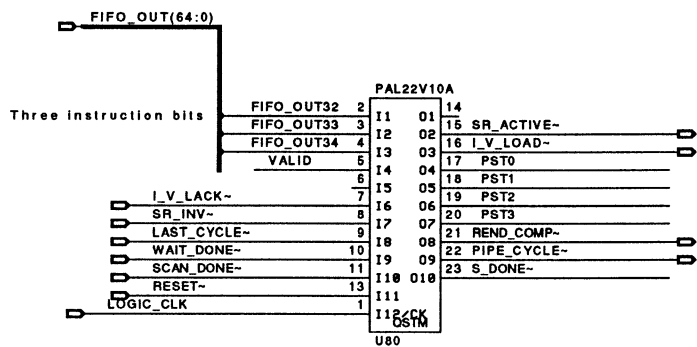 FIFO_OUT(64:0)
PAL22V10A
Three instruction bits
FIFO_OUT32 2 I1 O1 14
FIFO_OUT33 3 I2 O2 15 SR_ACTIVE~
FIFO_OUT34 4 I3 O3 16 I_V_LOAD~
VALID 5 I4 O4 17 PST0
6 I5 O5 18 PST1
I_V_LACK~ 7 I6 O6 19 PST2
SR_INV~ 8 I7 O7 20 PST3
LAST_CYCLE~ 9 I8 O8 21 REND_COMP~
WAIT_DONE~ 10 I9 O9 22 PIPE_CYCLE~
SCAN_DONE~ 11 I10 O10 23 S_DONE~
RESET~ 13 I11
LOGIC_CLK 1 I12/CK
QSTM
U80